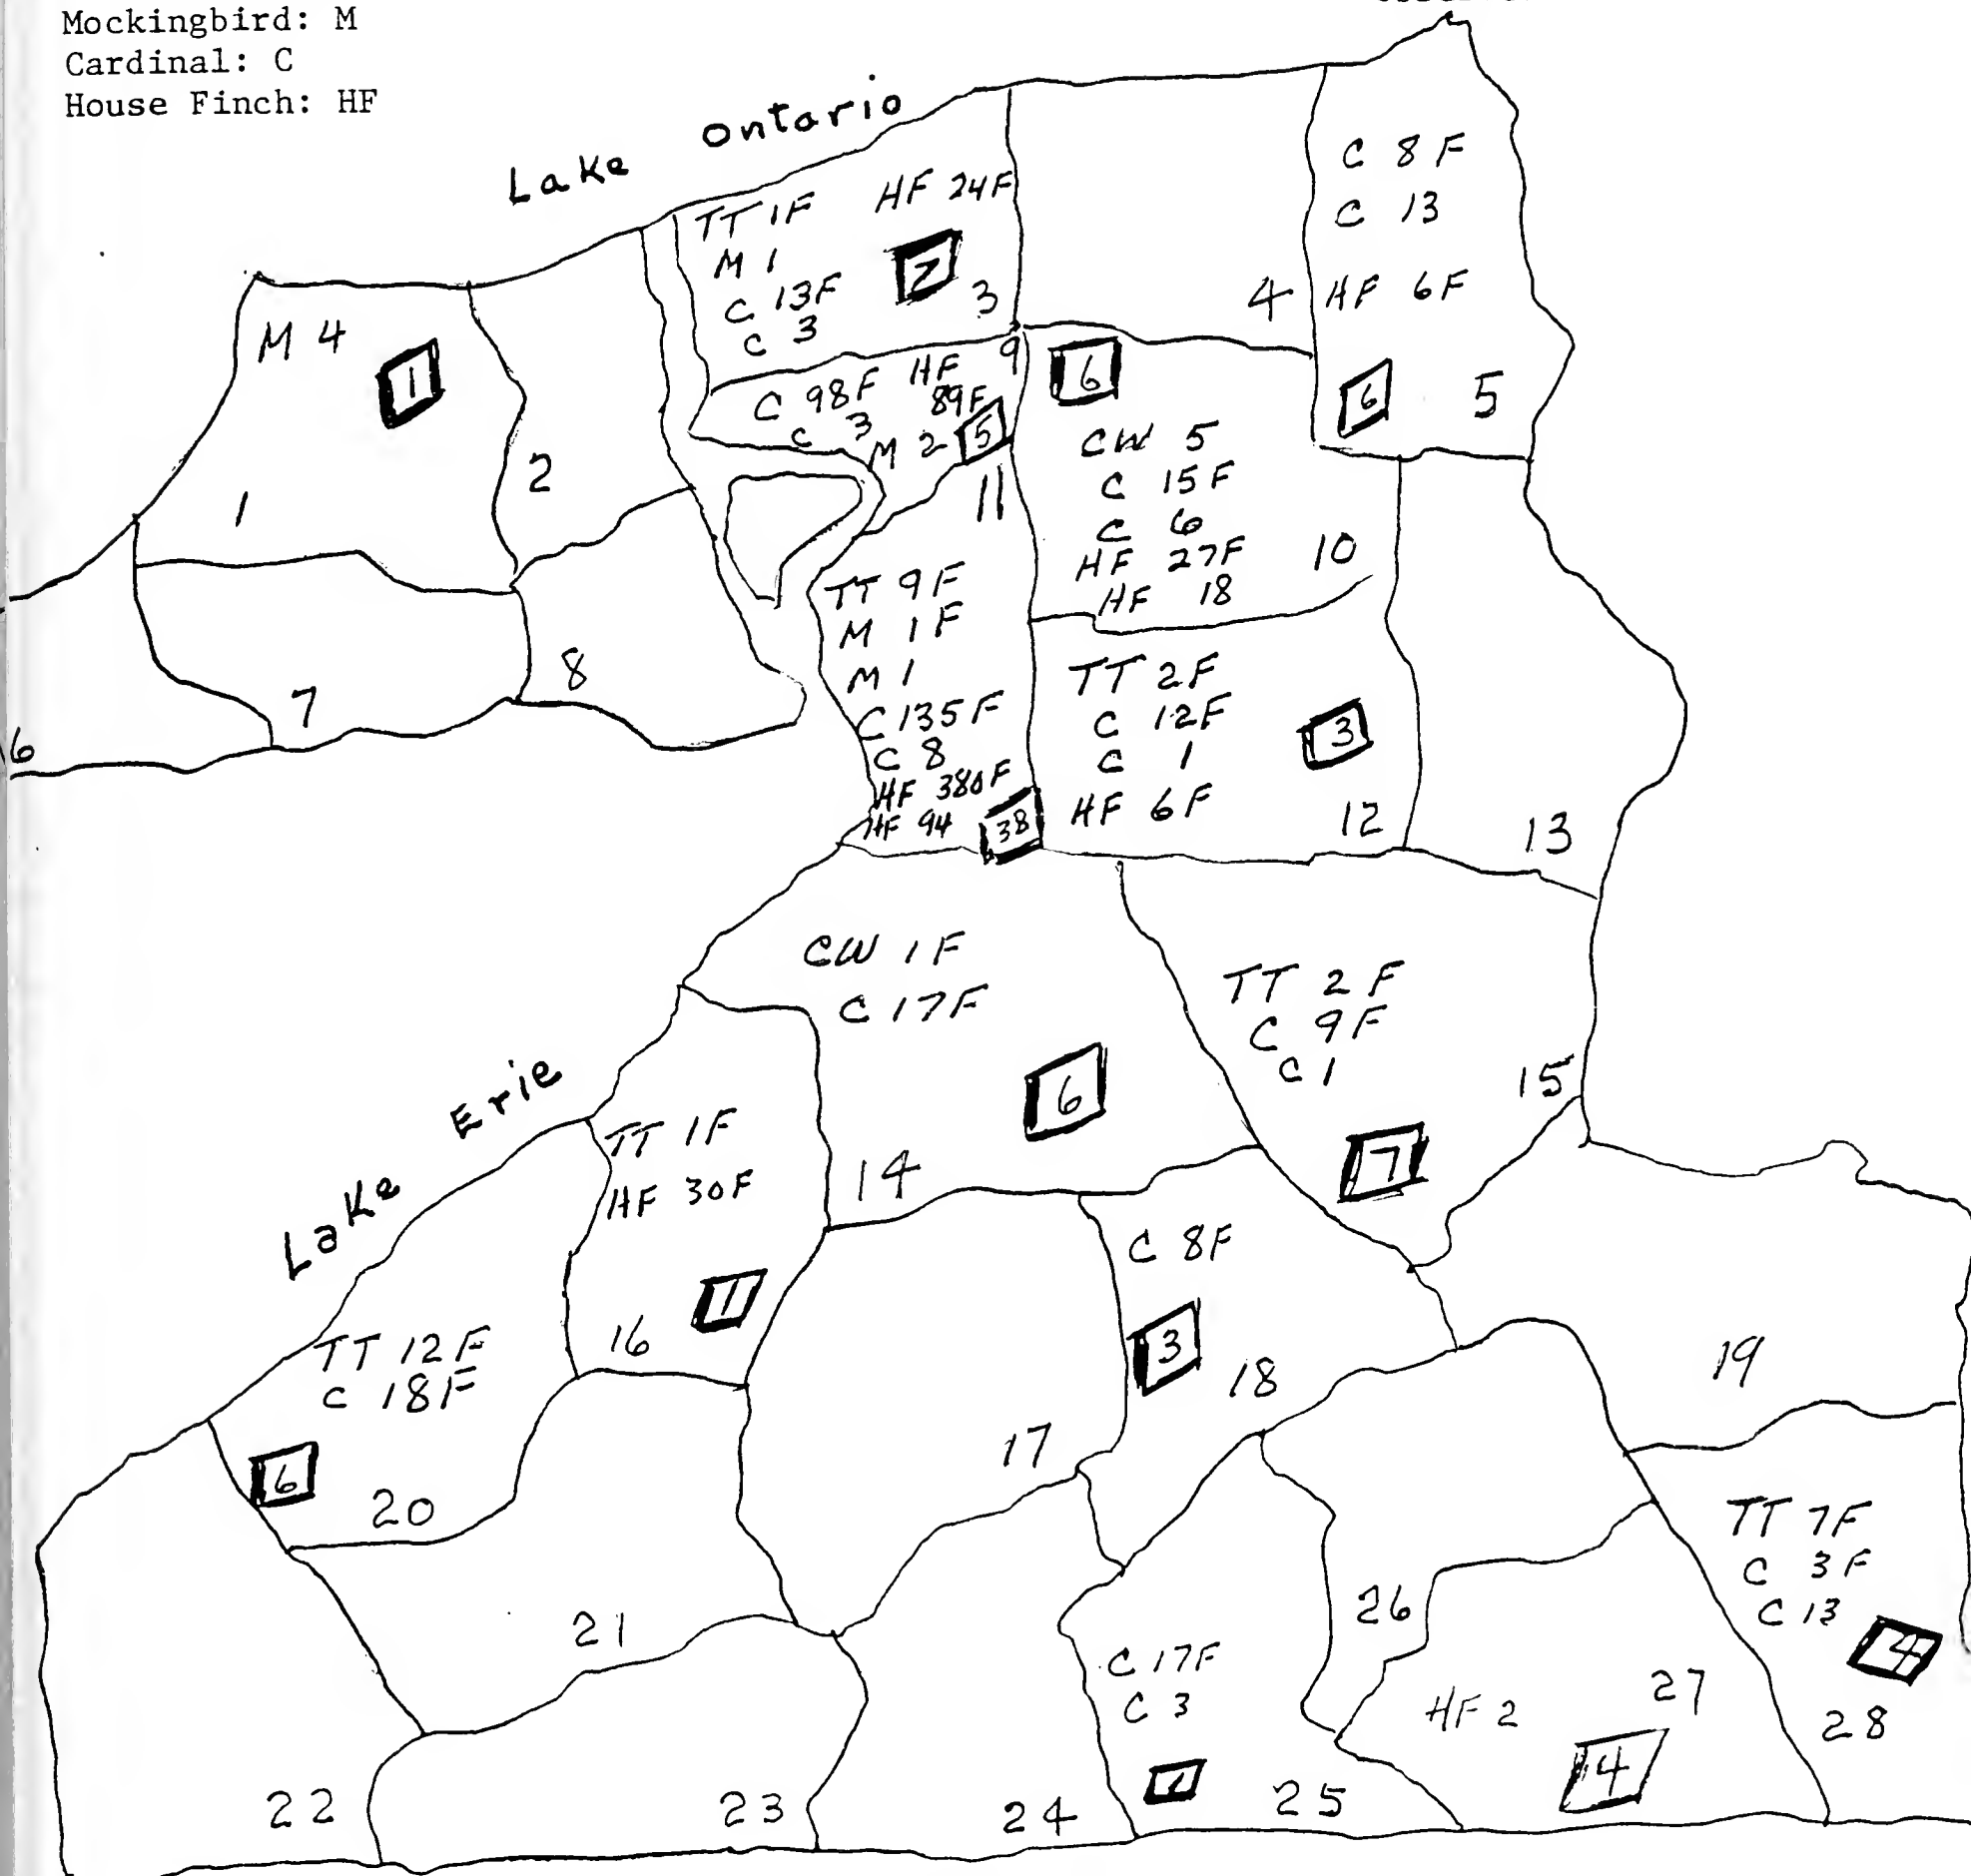 Mockingbird: M
Cardinal: C
House Finch: HF
Lake Ontario
C 8 F
C 13
HF 6F
6
5
TT 1F
HF 24F
M 1
2
C 13F
3
C 3
4
M 4
1
1
2
HF
9
C 98F
89F
C 3
M 2
5
6
CW 5
C 15F
C 6
HF 27F
HF 18
10
11
TT 9F
M 1F
M 1
C 135F
C 8
HF 380F
HF 94
38
TT 2F
C 12F
C 1
HF 6F
3
12
13
6
7
8
CW 1F
C 17F
6
14
TT 2F
C 9F
C 1
15
7
Lake Erie
TT 1F
HF 30F
1
16
C 8F
3
18
17
19
TT 12F
C 18F
6
20
21
TT 7F
C 3F
C 13
4
28
26
C 17F
C 3
25
HF 2
27
4
22
23
24